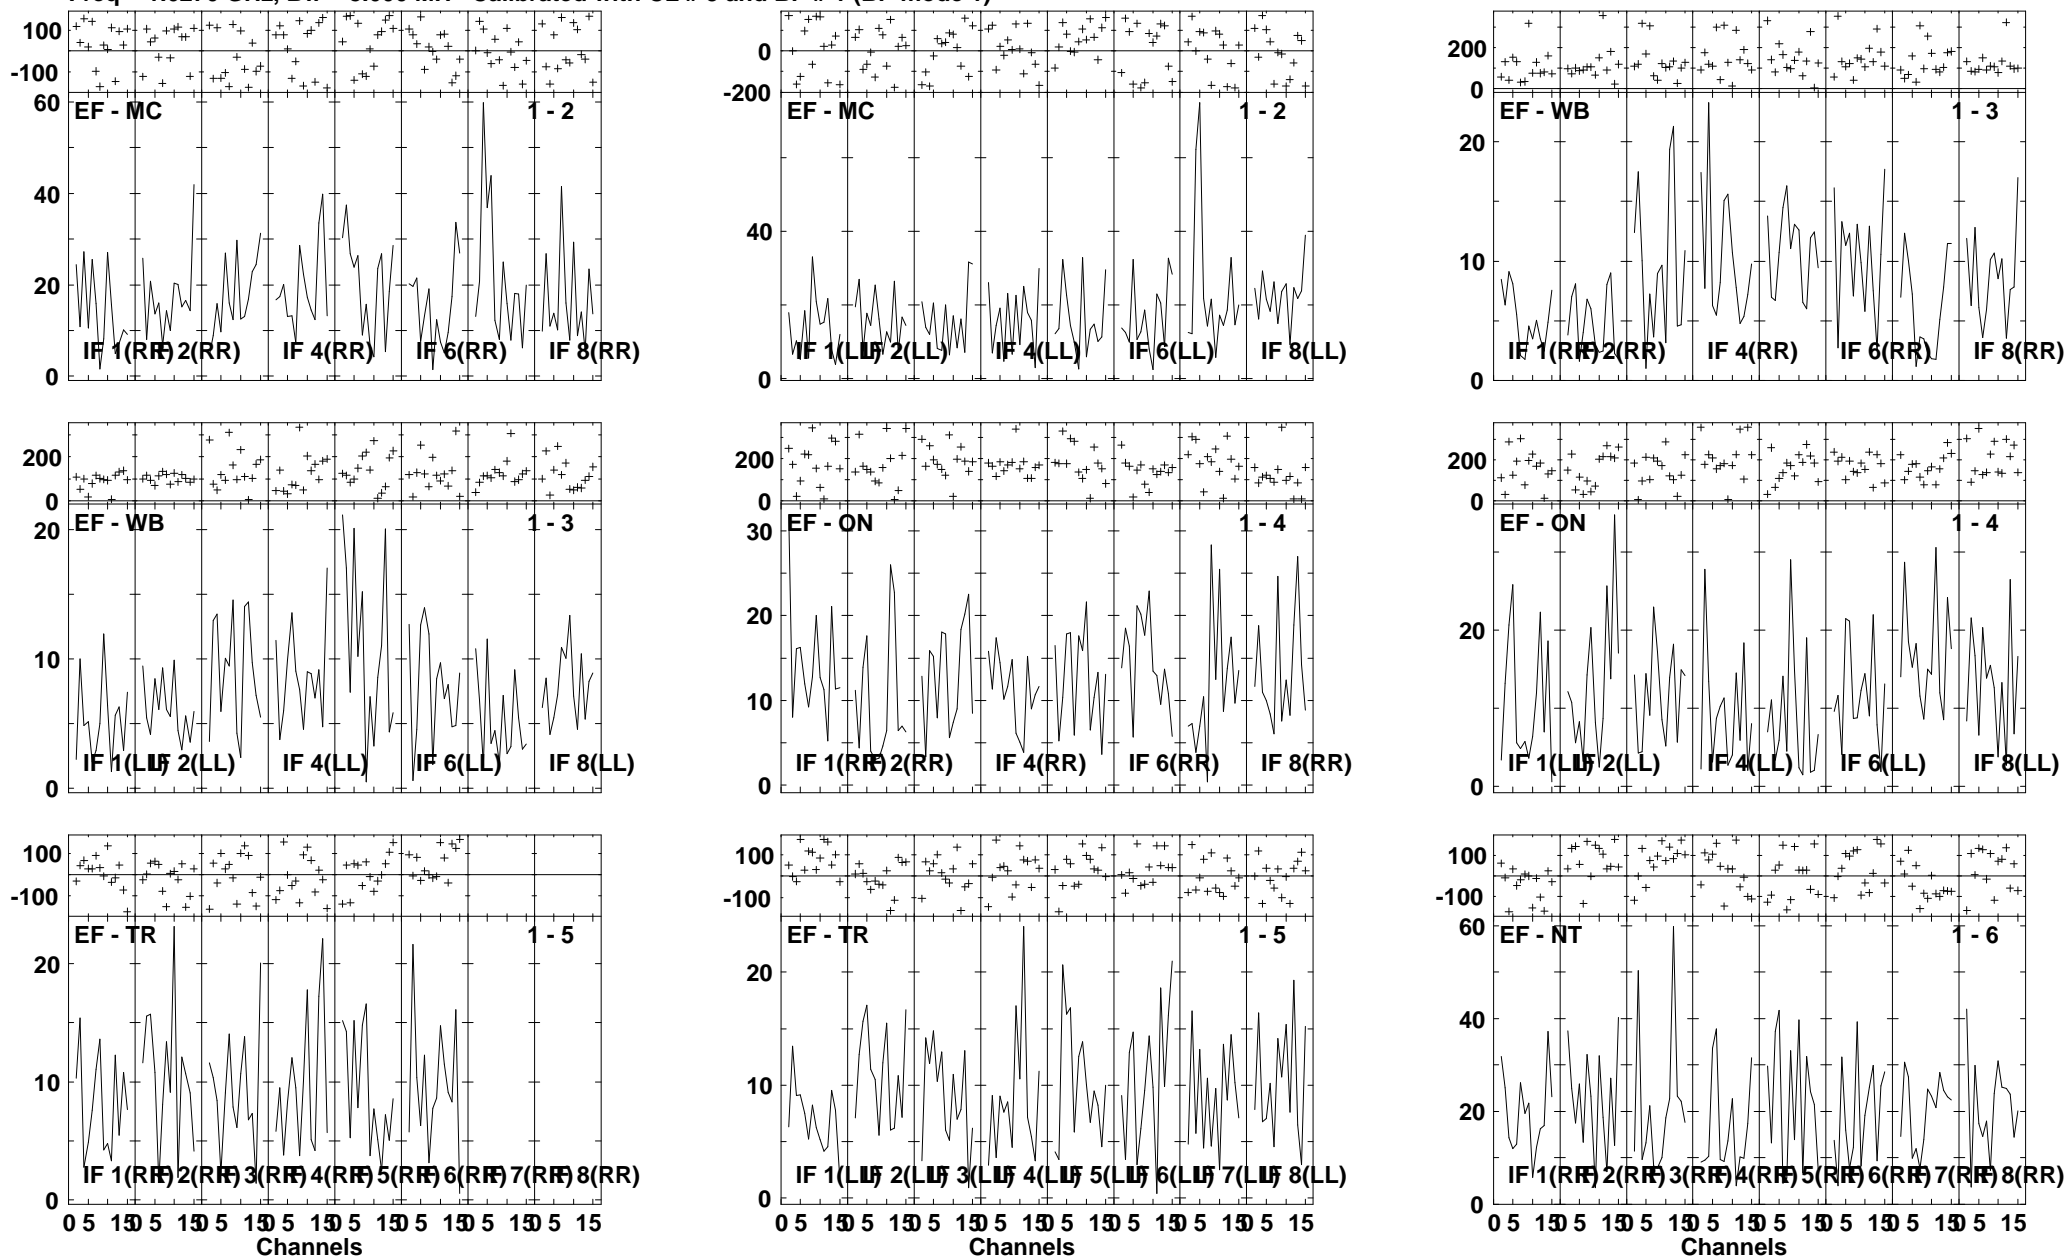 100
-100
60
40
20
0
EF - MC
1 - 2
IF 1(RR)
IF 2(RR)
IF 4(RR)
IF 6(RR)
IF 8(RR)
0
-200
40
0
EF - MC
1 - 2
IF 1(LL)
IF 2(LL)
IF 4(LL)
IF 6(LL)
IF 8(LL)
200
0
20
10
0
EF - WB
1 - 3
IF 1(RR)
IF 2(RR)
IF 4(RR)
IF 6(RR)
IF 8(RR)
200
0
20
10
0
EF - WB
1 - 3
IF 1(LL)
IF 2(LL)
IF 4(LL)
IF 6(LL)
IF 8(LL)
200
0
30
20
10
0
EF - ON
1 - 4
IF 1(RR)
IF 2(RR)
IF 4(RR)
IF 6(RR)
IF 8(RR)
200
0
20
0
EF - ON
1 - 4
IF 1(LL)
IF 2(LL)
IF 4(LL)
IF 6(LL)
IF 8(LL)
100
-100
20
10
0
EF - TR
1 - 5
IF 1(RR)
IF 2(RR)
IF 3(RR)
IF 4(RR)
IF 5(RR)
IF 6(RR)
IF 7(RR)
IF 8(RR)
0 5 15
0 5 15
0 5 15
0 5 15
0 5 15
0 5 15
0 5 15
0 5 15
Channels
100
-100
20
10
0
EF - TR
1 - 5
IF 1(LL)
IF 2(LL)
IF 3(LL)
IF 4(LL)
IF 5(LL)
IF 6(LL)
IF 7(LL)
IF 8(LL)
0 5 15
0 5 15
0 5 15
0 5 15
0 5 15
0 5 15
0 5 15
0 5 15
Channels
100
-100
60
40
20
0
EF - NT
1 - 6
IF 1(RR)
IF 2(RR)
IF 3(RR)
IF 4(RR)
IF 5(RR)
IF 6(RR)
IF 7(RR)
IF 8(RR)
0 5 15
0 5 15
0 5 15
0 5 15
0 5 15
0 5 15
0 5 15
0 5 15
Channels